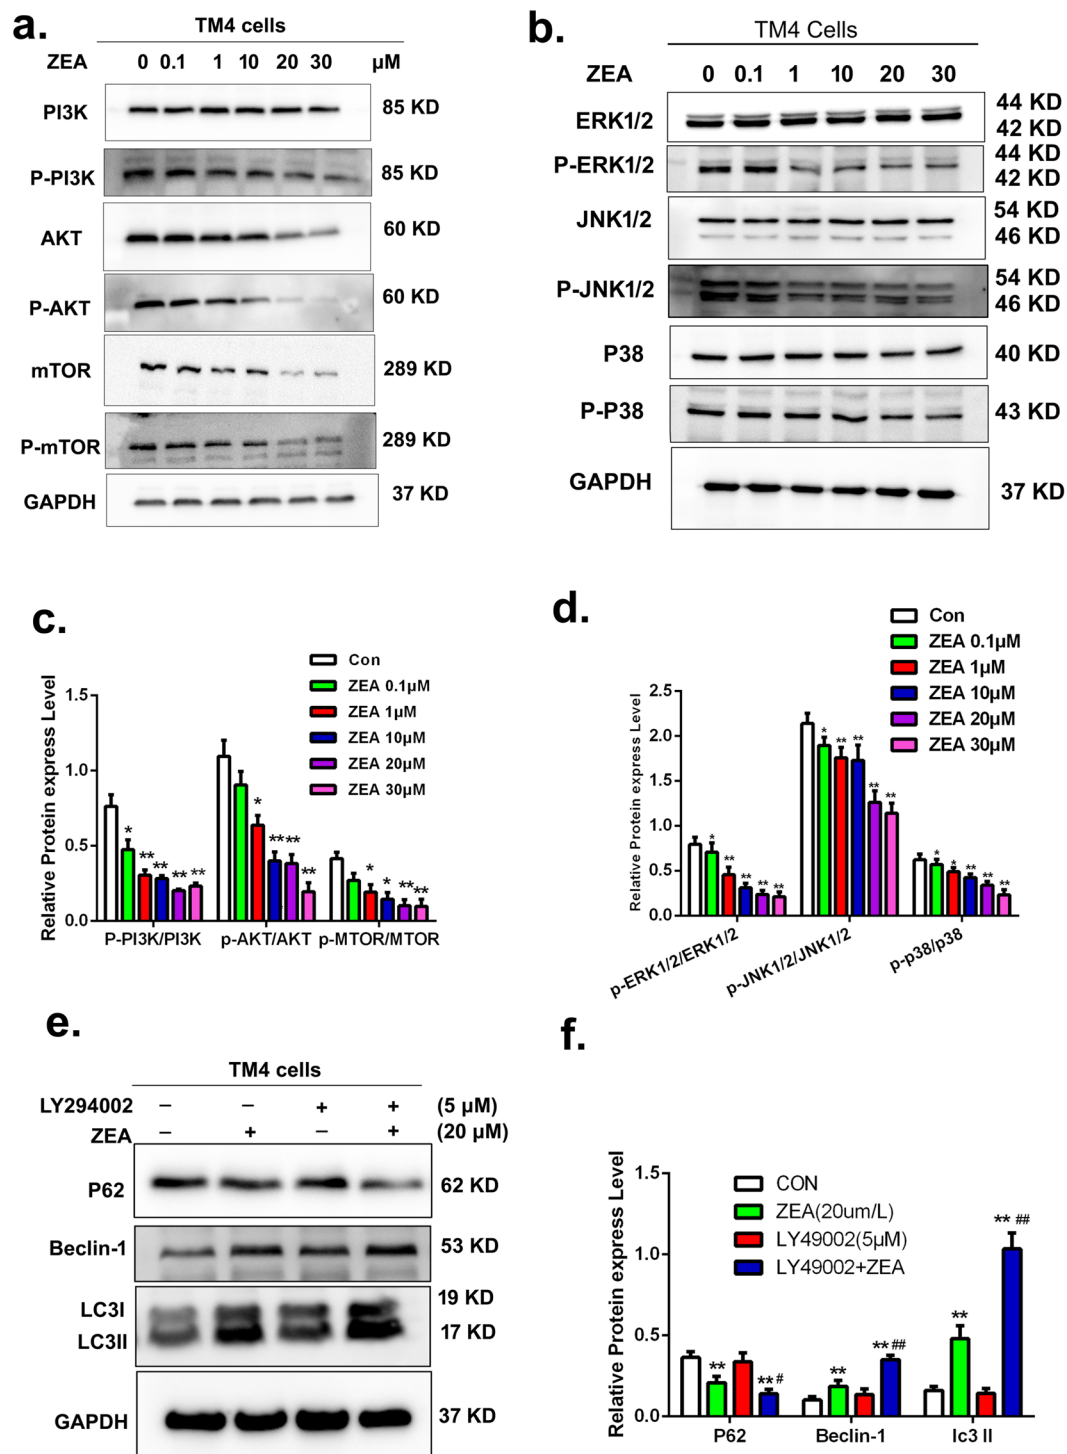 a.
TM4 cells
ZEA 0 0.1 1 10 20 30 µM
PI3K 85 KD
P-PI3K 85 KD
AKT 60 KD
P-AKT 60 KD
mTOR 289 KD
P-mTOR 289 KD
GAPDH 37 KD
b.
TM4 Cells
ZEA 0 0.1 1 10 20 30
ERK1/2 44 KD
42 KD
P-ERK1/2 44 KD
42 KD
JNK1/2 54 KD
46 KD
P-JNK1/2 54 KD
46 KD
P38 40 KD
P-P38 43 KD
GAPDH 37 KD
c.
Con
ZEA 0.1µM
ZEA 1µM
ZEA 10µM
ZEA 20µM
ZEA 30µM
Relative Protein express Level
1.5
1.0
0.5
0.0
* ** ** ** **
* ** ** **
* * ** **
P-PI3K/PI3K p-AKT/AKT p-MTOR/MTOR
d.
Con
ZEA 0.1µM
ZEA 1µM
ZEA 10µM
ZEA 20µM
ZEA 30µM
Relative Protein express Level
2.5
2.0
1.5
1.0
0.5
0.0
* ** ** ** **
* ** ** ** **
* * ** ** **
p-ERK1/2/ERK1/2 p-JNK1/2/JNK1/2 p-p38/p38
e.
TM4 cells
LY294002 − − + + (5 µM)
ZEA − + − + (20 µM)
P62 62 KD
Beclin-1 53 KD
LC3I 19 KD
LC3II 17 KD
GAPDH 37 KD
f.
CON
ZEA(20um/L)
LY49002(5µM)
LY49002+ZEA
Relative Protein express Level
1.5
1.0
0.5
0.0
** **#
** **##
** **##
P62 Beclin-1 lc3 II